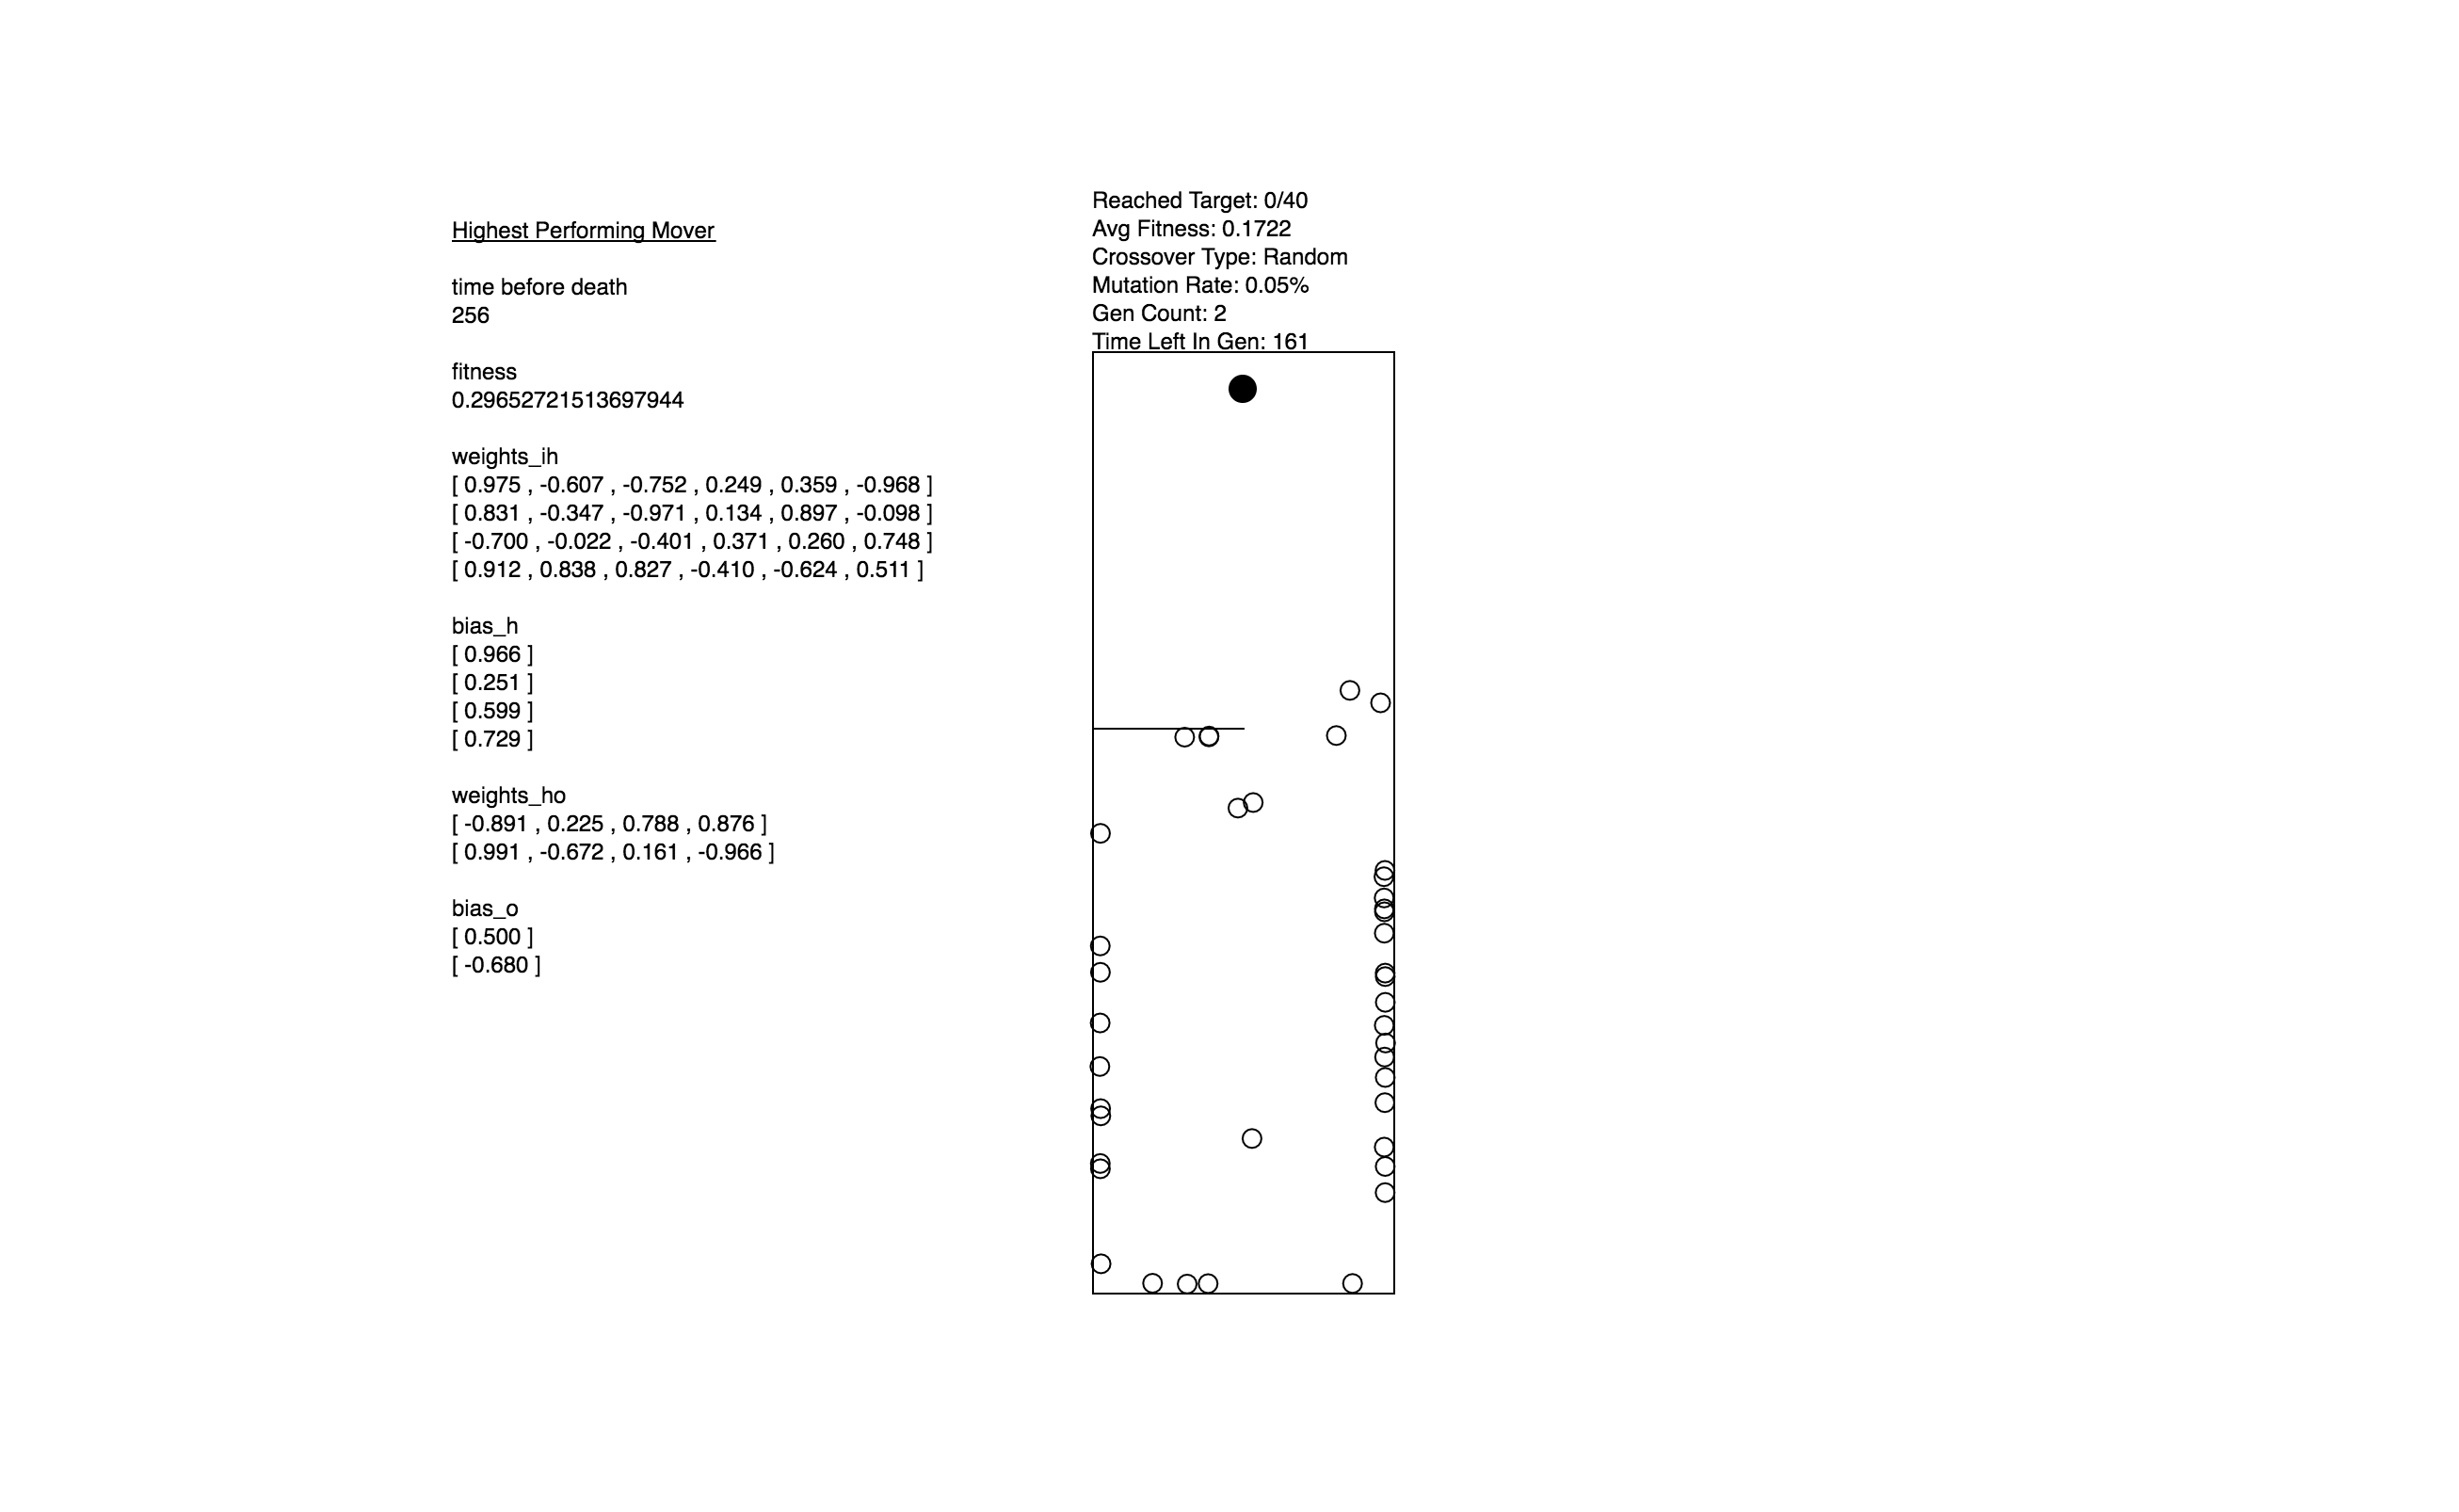 Highest Performing Mover
time before death
256
fitness
0.29652721513697944
weights_ih
[ 0.975 , -0.607 , -0.752 , 0.249 , 0.359 , -0.968 ]
[ 0.831 , -0.347 , -0.971 , 0.134 , 0.897 , -0.098 ]
[ -0.700 , -0.022 , -0.401 , 0.371 , 0.260 , 0.748 ]
[ 0.912 , 0.838 , 0.827 , -0.410 , -0.624 , 0.511 ]
bias_h
[ 0.966 ]
[ 0.251 ]
[ 0.599 ]
[ 0.729 ]
weights_ho
[ -0.891 , 0.225 , 0.788 , 0.876 ]
[ 0.991 , -0.672 , 0.161 , -0.966 ]
bias_o
[ 0.500 ]
[ -0.680 ]
Reached Target: 0/40
Avg Fitness: 0.1722
Crossover Type: Random
Mutation Rate: 0.05%
Gen Count: 2
Time Left In Gen: 161